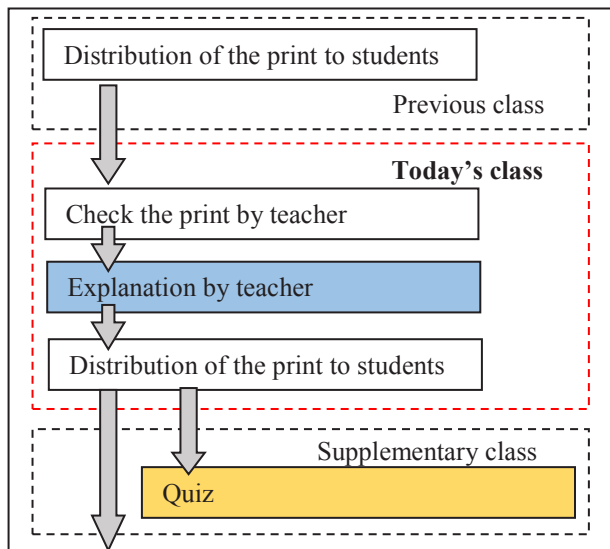 Distribution of the print to students
Previous class
Today's class
Check the print by teacher
Explanation by teacher
Distribution of the print to students
Supplementary class
Quiz